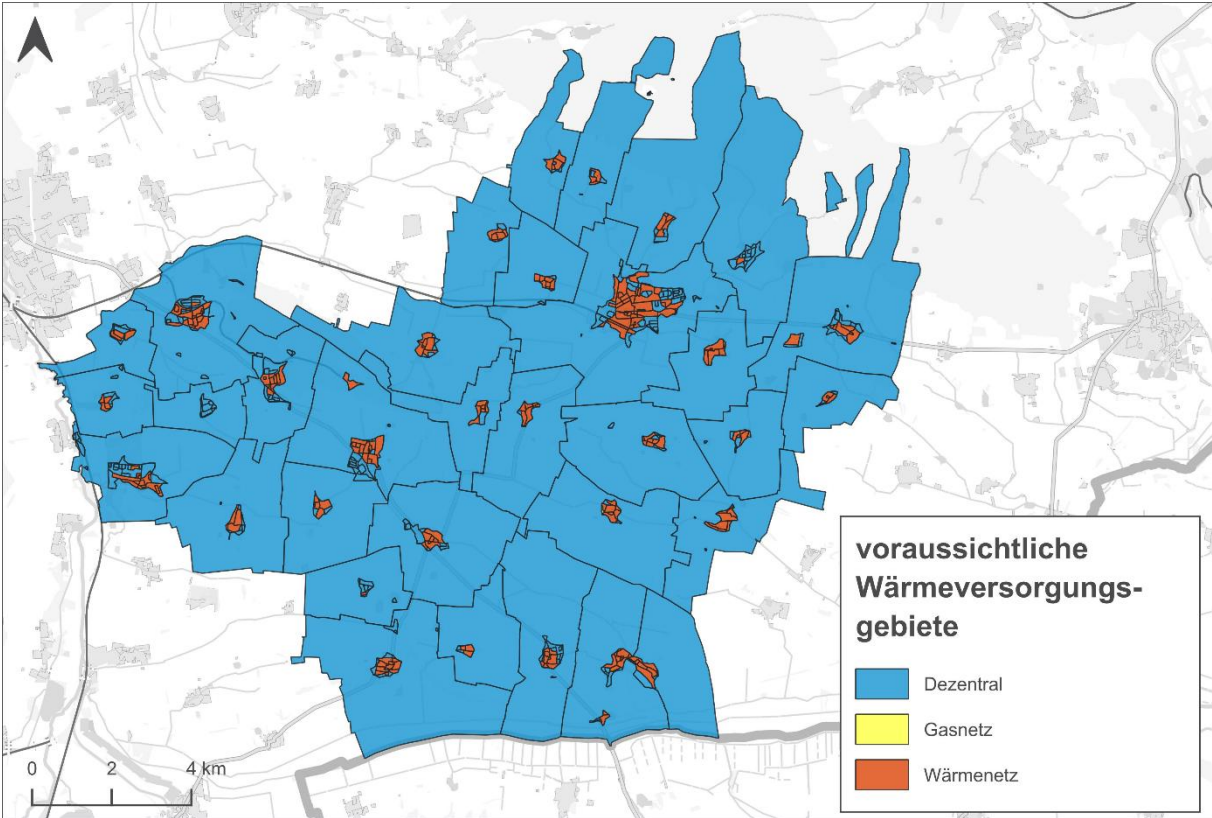 voraussichtliche
Wärmeversorgungs-
gebiete
Dezentral
Gasnetz
Wärmenetz
0 2 4 km